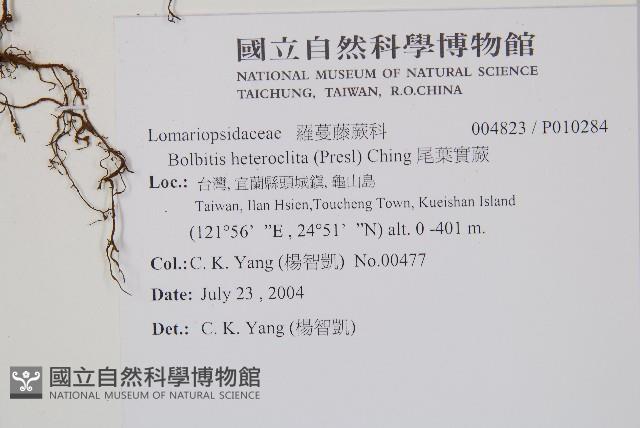 國立自然科學博物館
NATIONAL MUSEUM OF NATURAL SCIENCE
TAICHUNG, TAIWAN, R.O.CHINA
Lomariopsidaceae 羅蔓藤蕨科 004823 / P010284
Bolbitis heteroclita (Presl) Ching 尾葉實蕨
Loc.: 台灣, 宜蘭縣頭城鎮, 龜山島
Taiwan, Ilan Hsien,Toucheng Town, Kueishan Island
(121°56’ ”E , 24°51’ ”N) alt. 0 -401 m.
Col.: C. K. Yang (楊智凱) No.00477
Date: July 23 , 2004
Det.: C. K. Yang (楊智凱)
國立自然科學博物館
NATIONAL MUSEUM OF NATURAL SCIENCE